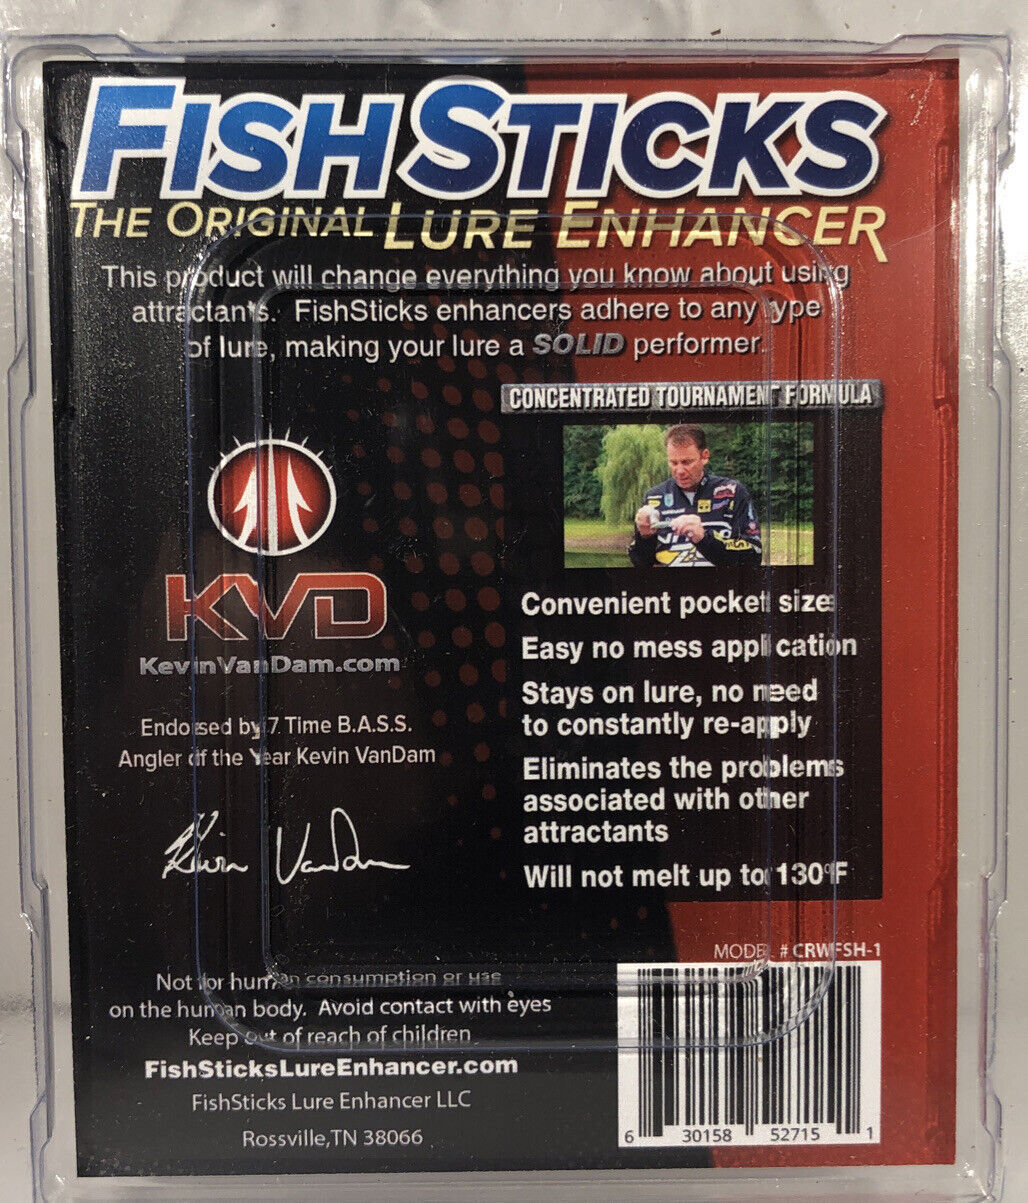 FISHSTICKS
THE ORIGINAL LURE ENHANCER
This product will change everything you know about using
attractants. FishSticks enhancers adhere to any type
of lure, making your lure a SOLID performer.
CONCENTRATED TOURNAMENT FORMULA
KVD
KevinVanDam.com
Endorsed by 7 Time B.A.S.S.
Angler of the Year Kevin VanDam
Kevin VanDam
Convenient pocket size
Easy no mess application
Stays on lure, no need
to constantly re-apply
Eliminates the problems
associated with other
attractants
Will not melt up to 130°F
Not for human consumption or use
on the human body. Avoid contact with eyes
Keep out of reach of children
FishSticksLureEnhancer.com
FishSticks Lure Enhancer LLC
Rossville,TN 38066
MODEL # CRWFSH-1
6 30158 52715 1